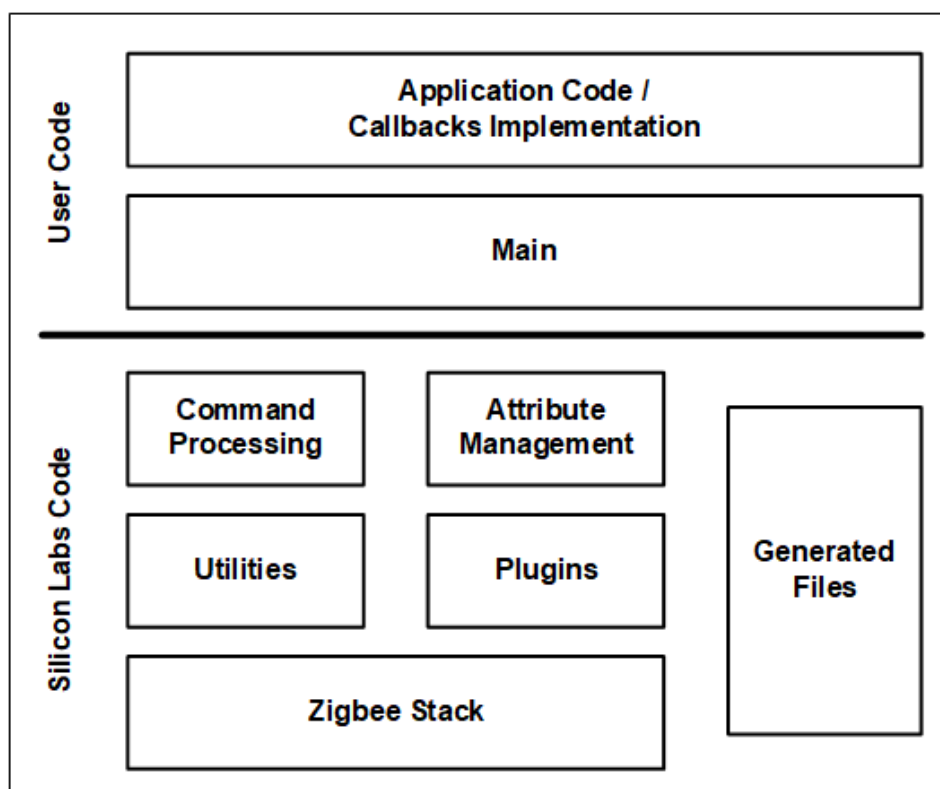 User Code
Application Code /
Callbacks Implementation
Main
Silicon Labs Code
Command
Processing
Attribute
Management
Utilities
Plugins
Generated
Files
Zigbee Stack